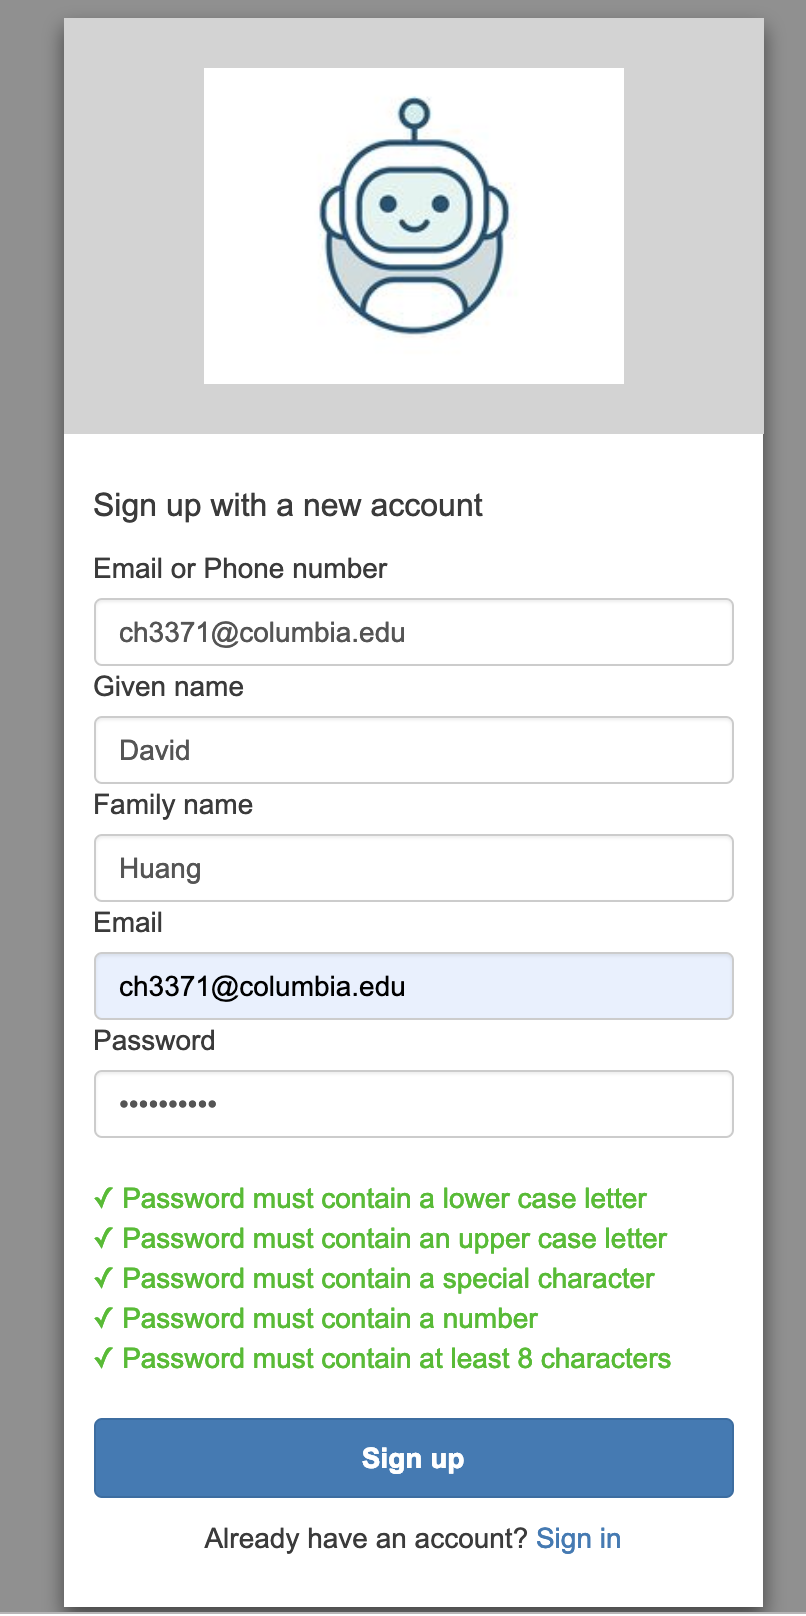 Sign up with a new account
Email or Phone number
ch3371@columbia.edu
Given name
David
Family name
Huang
Email
ch3371@columbia.edu
Password
••••••••••
✓ Password must contain a lower case letter
✓ Password must contain an upper case letter
✓ Password must contain a special character
✓ Password must contain a number
✓ Password must contain at least 8 characters
Sign up
Already have an account? Sign in